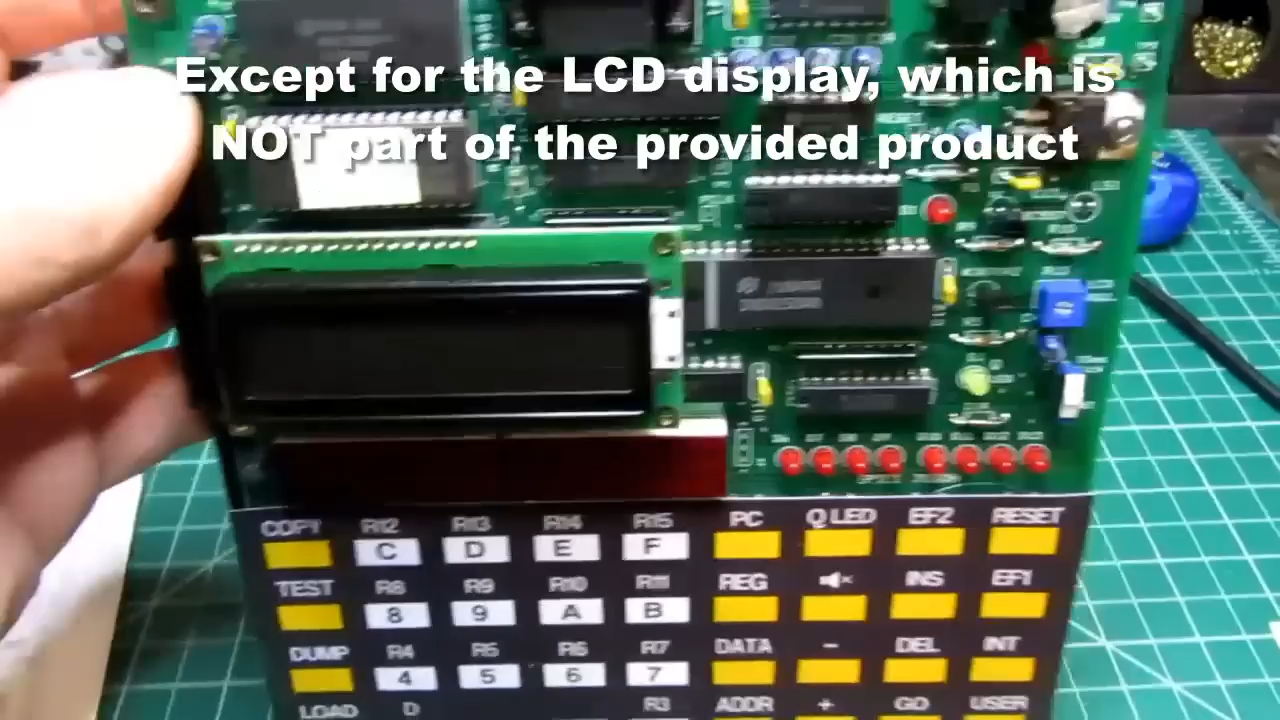 Except for the LCD display, which is
NOT part of the provided product
RESET
COPY R12 R13 R14 R15 PC Q LED EF2 RESET
C D E F
TEST R8 R9 R10 R11 REG INS EF1
8 9 A B
DUMP R4 R5 R6 R7 DATA - DEL INT
4 5 6 7
LOAD D R3 ADDR + GO USER